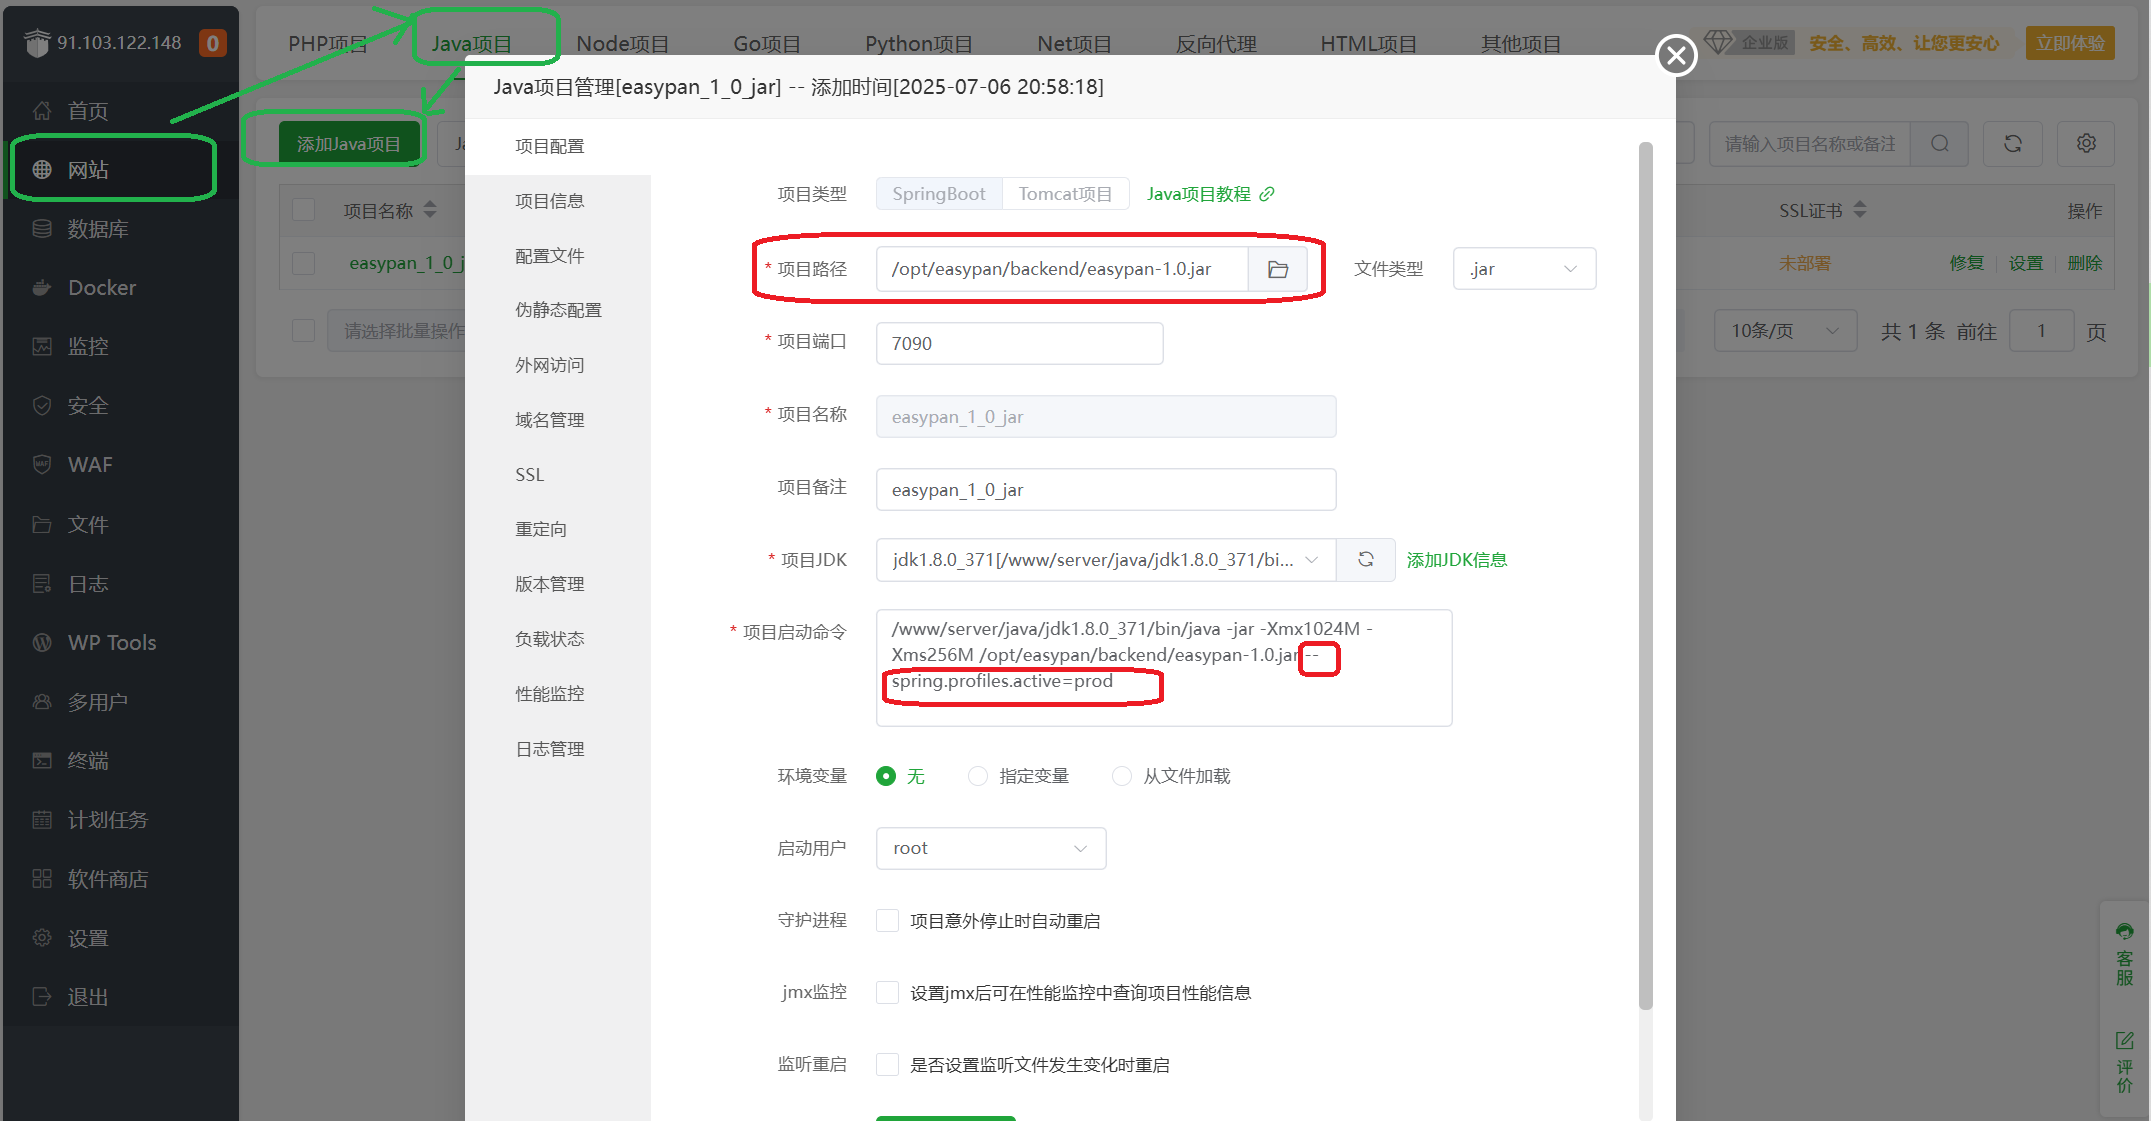 91.103.122.148
0
首页
网站
数据库
Docker
监控
安全
WAF
文件
日志
WP Tools
多用户
终端
计划任务
软件商店
设置
退出
PHP项目
Java项目
Node项目
Go项目
Python项目
Net项目
反向代理
HTML项目
其他项目
企业版
安全、高效、让您更安心
立即体验
添加Java项目
请输入项目名称或备注
项目名称
SSL证书
操作
easypan_1_0_j
未部署
修复
设置
删除
请选择批量操作
10条/页
共 1 条
前往
1
页
Java项目管理[easypan_1_0_jar] -- 添加时间[2025-07-06 20:58:18]
项目配置
项目信息
配置文件
伪静态配置
外网访问
域名管理
SSL
重定向
版本管理
负载状态
性能监控
日志管理
项目类型
SpringBoot
Tomcat项目
Java项目教程
* 项目路径
/opt/easypan/backend/easypan-1.0.jar
文件类型
.jar
* 项目端口
7090
* 项目名称
easypan_1_0_jar
项目备注
easypan_1_0_jar
* 项目JDK
jdk1.8.0_371[/www/server/java/jdk1.8.0_371/bi...
添加JDK信息
* 项目启动命令
/www/server/java/jdk1.8.0_371/bin/java -jar -Xmx1024M -
Xms256M /opt/easypan/backend/easypan-1.0.jar --
spring.profiles.active=prod
环境变量
无
指定变量
从文件加载
启动用户
root
守护进程
项目意外停止时自动重启
jmx监控
设置jmx后可在性能监控中查询项目性能信息
监听重启
是否设置监听文件发生变化时重启
客服
评价